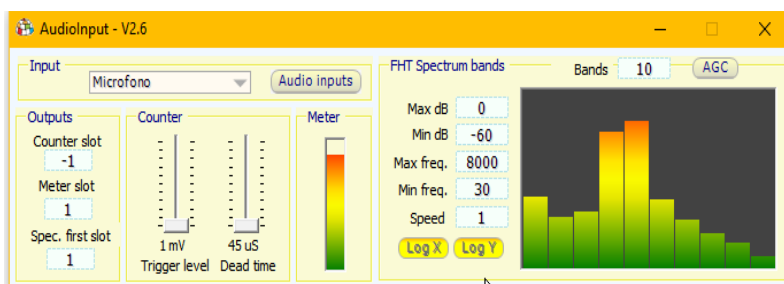 AudioInput - V2.6
Input
Microfono
Audio inputs
Outputs
Counter slot
-1
Meter slot
1
Spec. first slot
1
Counter
1 mV
45 uS
Trigger level
Dead time
Meter
FHT Spectrum bands
Bands
10
AGC
Max dB
0
Min dB
-60
Max freq.
8000
Min freq.
30
Speed
1
Log X
Log Y